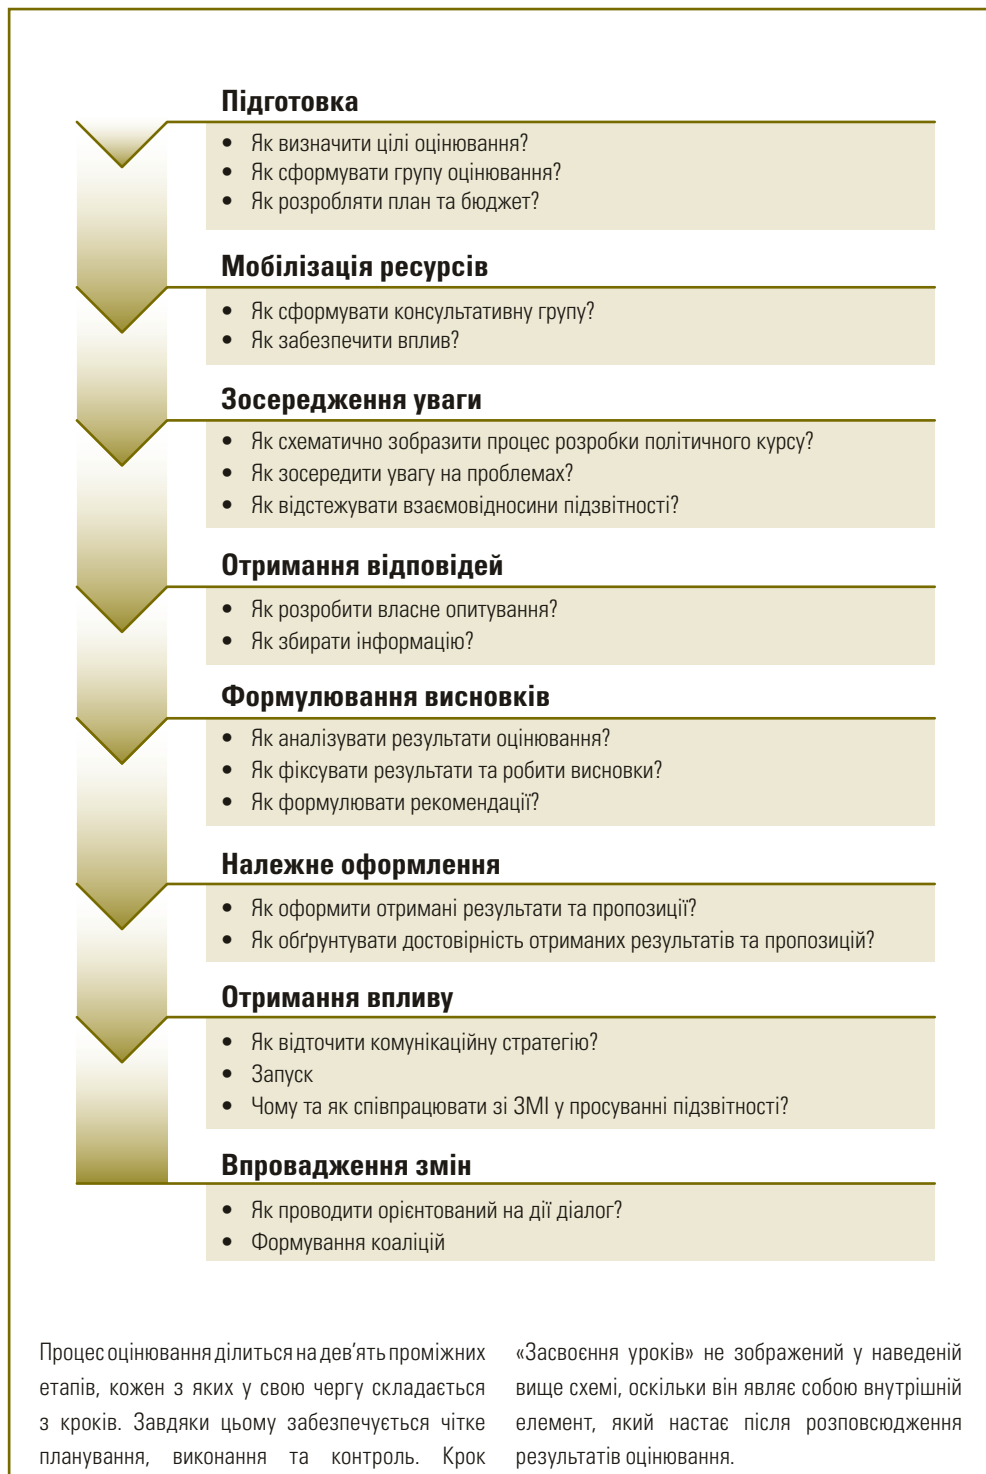 Підготовка
• Як визначити цілі оцінювання?
• Як сформувати групу оцінювання?
• Як розробляти план та бюджет?
Мобілізація ресурсів
• Як сформувати консультативну групу?
• Як забезпечити вплив?
Зосередження уваги
• Як схематично зобразити процес розробки політичного курсу?
• Як зосередити увагу на проблемах?
• Як відстежувати взаємовідносини підзвітності?
Отримання відповідей
• Як розробити власне опитування?
• Як збирати інформацію?
Формулювання висновків
• Як аналізувати результати оцінювання?
• Як фіксувати результати та робити висновки?
• Як формулювати рекомендації?
Належне оформлення
• Як оформити отримані результати та пропозиції?
• Як обґрунтувати достовірність отриманих результатів та пропозицій?
Отримання впливу
• Як відточити комунікаційну стратегію?
• Запуск
• Чому та як співпрацювати зі ЗМІ у просуванні підзвітності?
Впровадження змін
• Як проводити орієнтований на дії діалог?
• Формування коаліцій
Процес оцінювання ділиться на дев’ять проміжних
етапів, кожен з яких у свою чергу складається
з кроків. Завдяки цьому забезпечується чітке
планування, виконання та контроль. Крок
«Засвоєння уроків» не зображений у наведеній
вище схемі, оскільки він являє собою внутрішній
елемент, який настає після розповсюдження
результатів оцінювання.